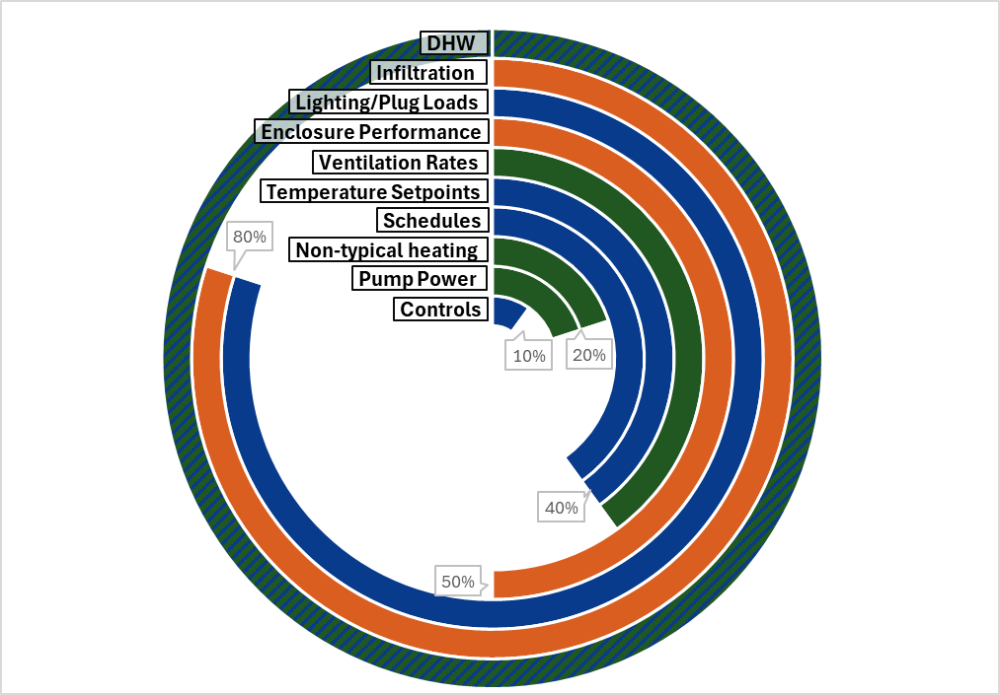 DHW
Infiltration
Lighting/Plug Loads
Enclosure Performance
Ventilation Rates
Temperature Setpoints
Schedules
80%
Non-typical heating
Pump Power
Controls
10%
20%
40%
50%